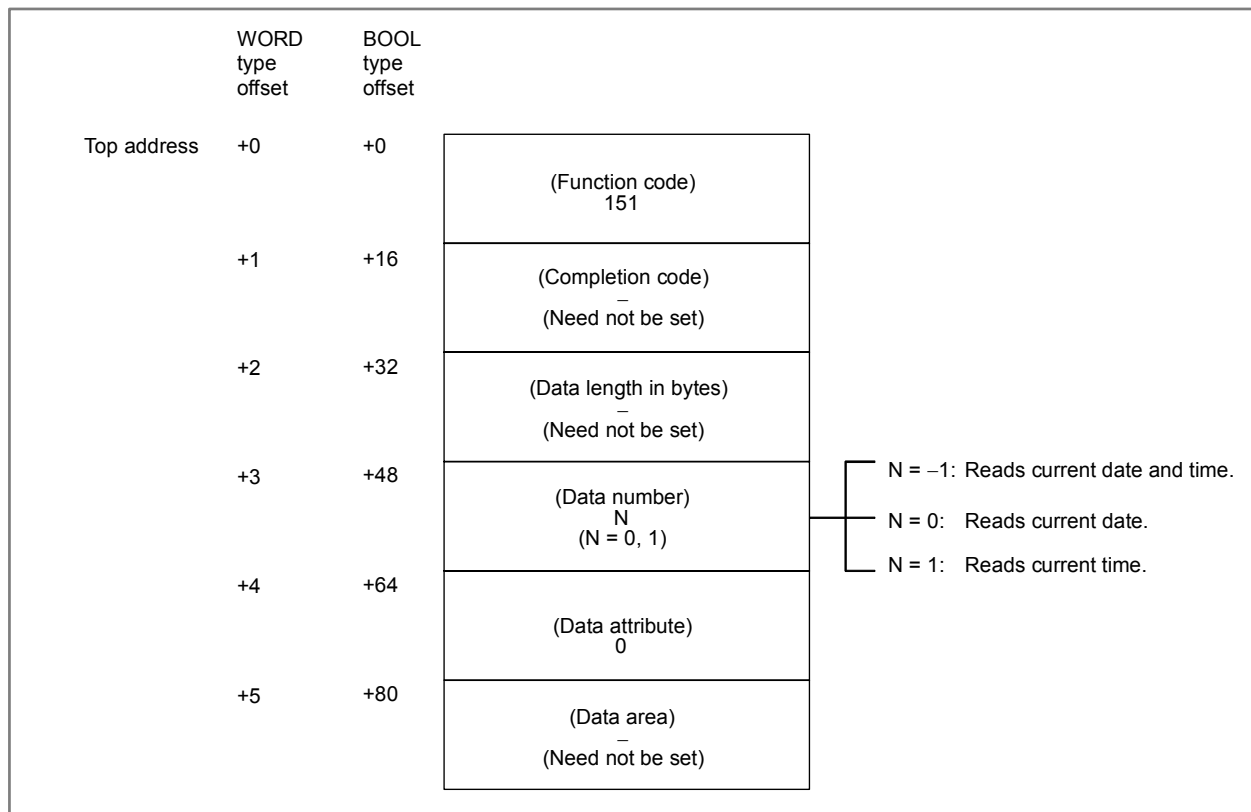 WORD
type
offset
BOOL
type
offset
Top address +0 +0
(Function code)
151
+1 +16
(Completion code)
–
(Need not be set)
+2 +32
(Data length in bytes)
–
(Need not be set)
+3 +48
(Data number)
N
(N = 0, 1)
N = –1: Reads current date and time.
N = 0: Reads current date.
N = 1: Reads current time.
+4 +64
(Data attribute)
0
+5 +80
(Data area)
–
(Need not be set)